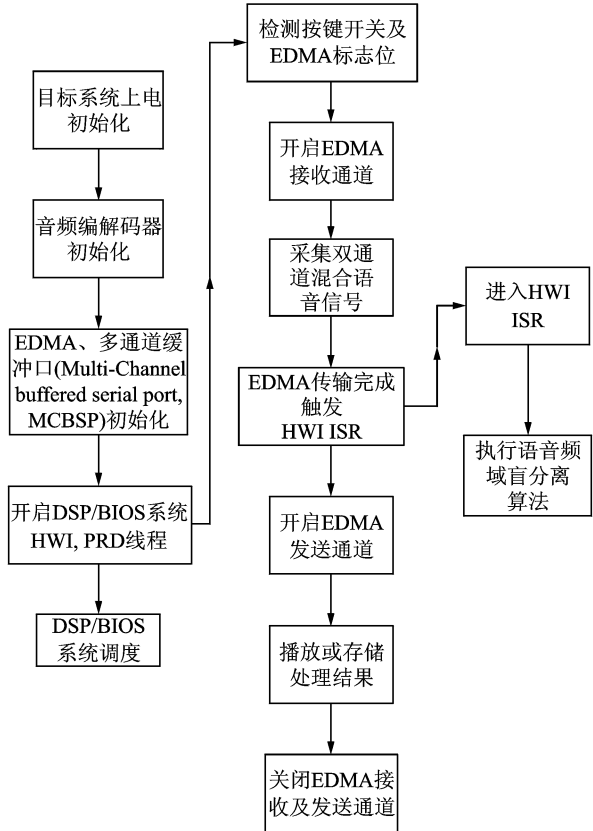 目标系统上电
初始化
音频编解码器
初始化
EDMA、多通道缓
冲口(Multi-Channel
buffered serial port,
MCBSP)初始化
开启DSP/BIOS系统
HWI, PRD线程
DSP/BIOS
系统调度
检测按键开关及
EDMA标志位
开启EDMA
接收通道
采集双通
道混合语
音信号
EDMA传输完成
触发
HWI ISR
开启EDMA
发送通道
播放或存储
处理结果
关闭EDMA接
收及发送通道
进入HWI
ISR
执行语音频
域盲分离
算法